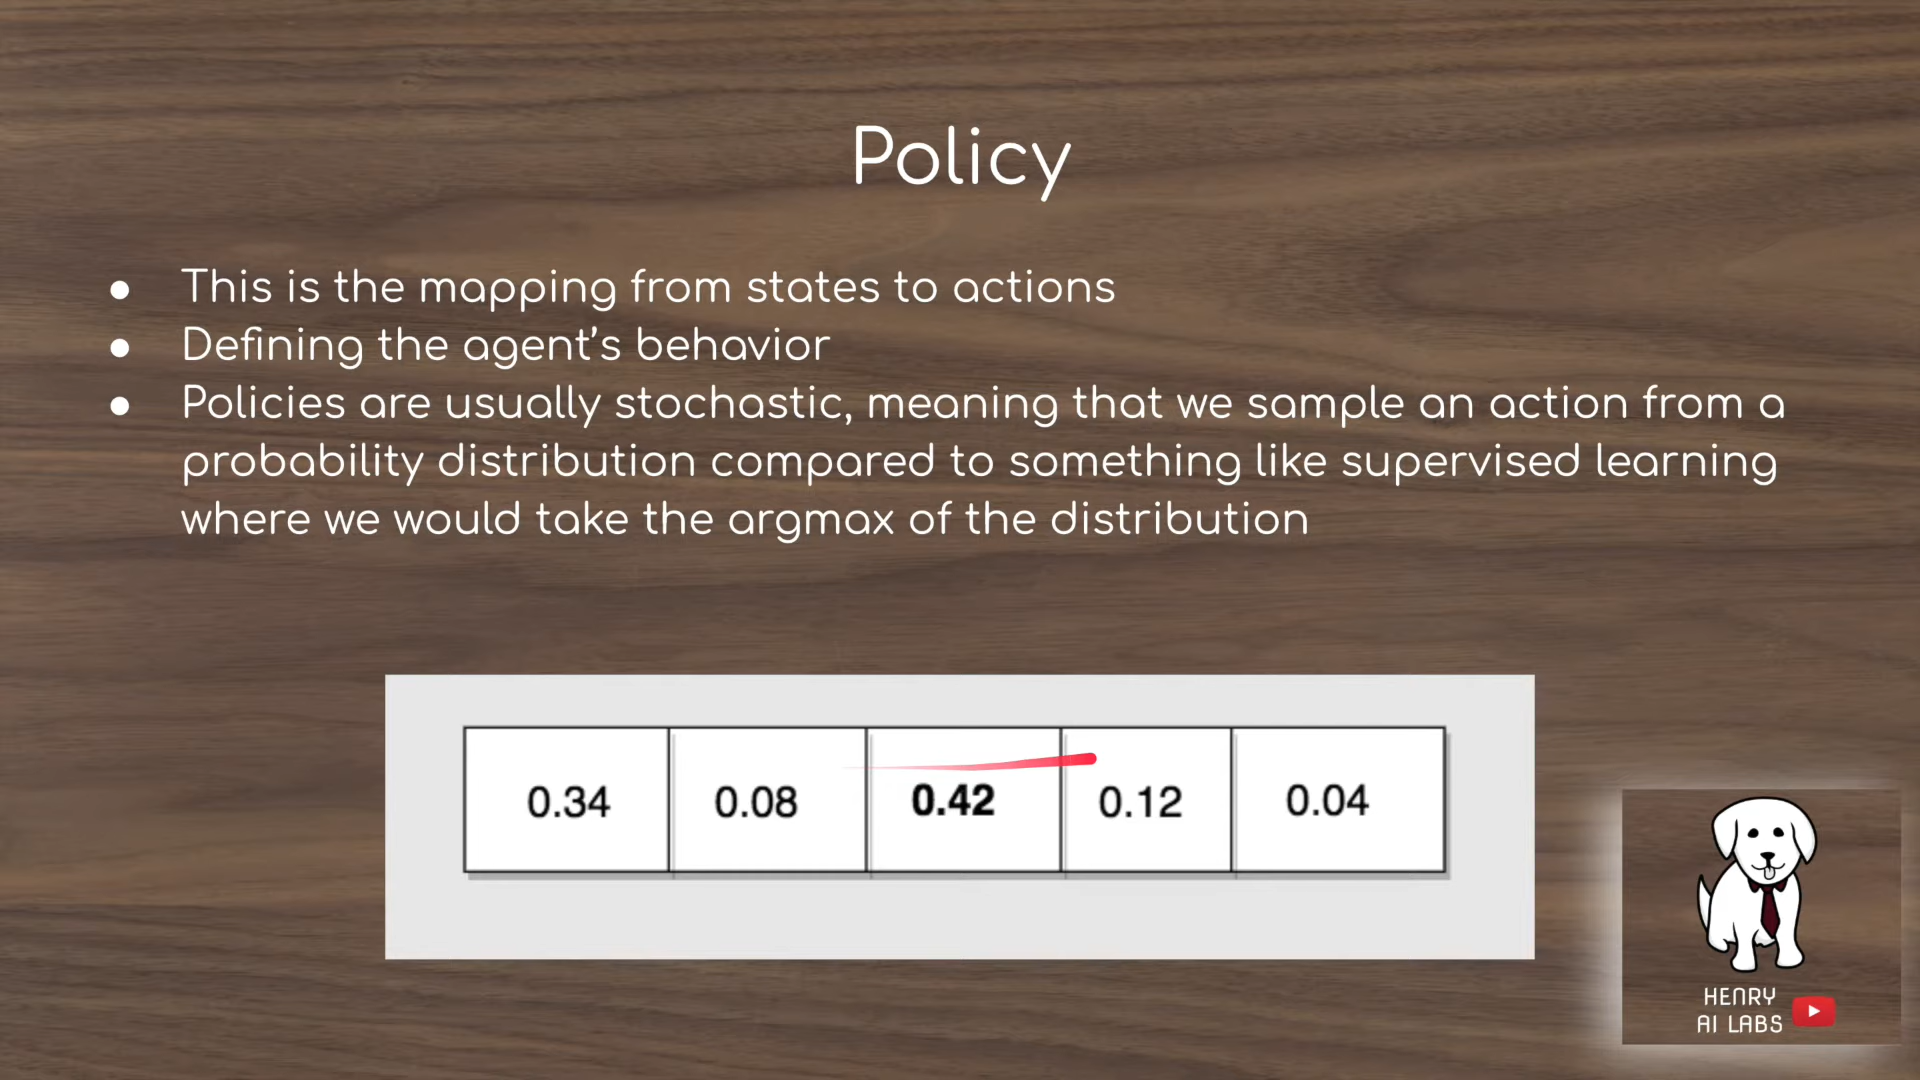 Policy
● This is the mapping from states to actions
● Defining the agent’s behavior
● Policies are usually stochastic, meaning that we sample an action from a
probability distribution compared to something like supervised learning
where we would take the argmax of the distribution
0.34 0.08 0.42 0.12 0.04
HENRY
AI LABS